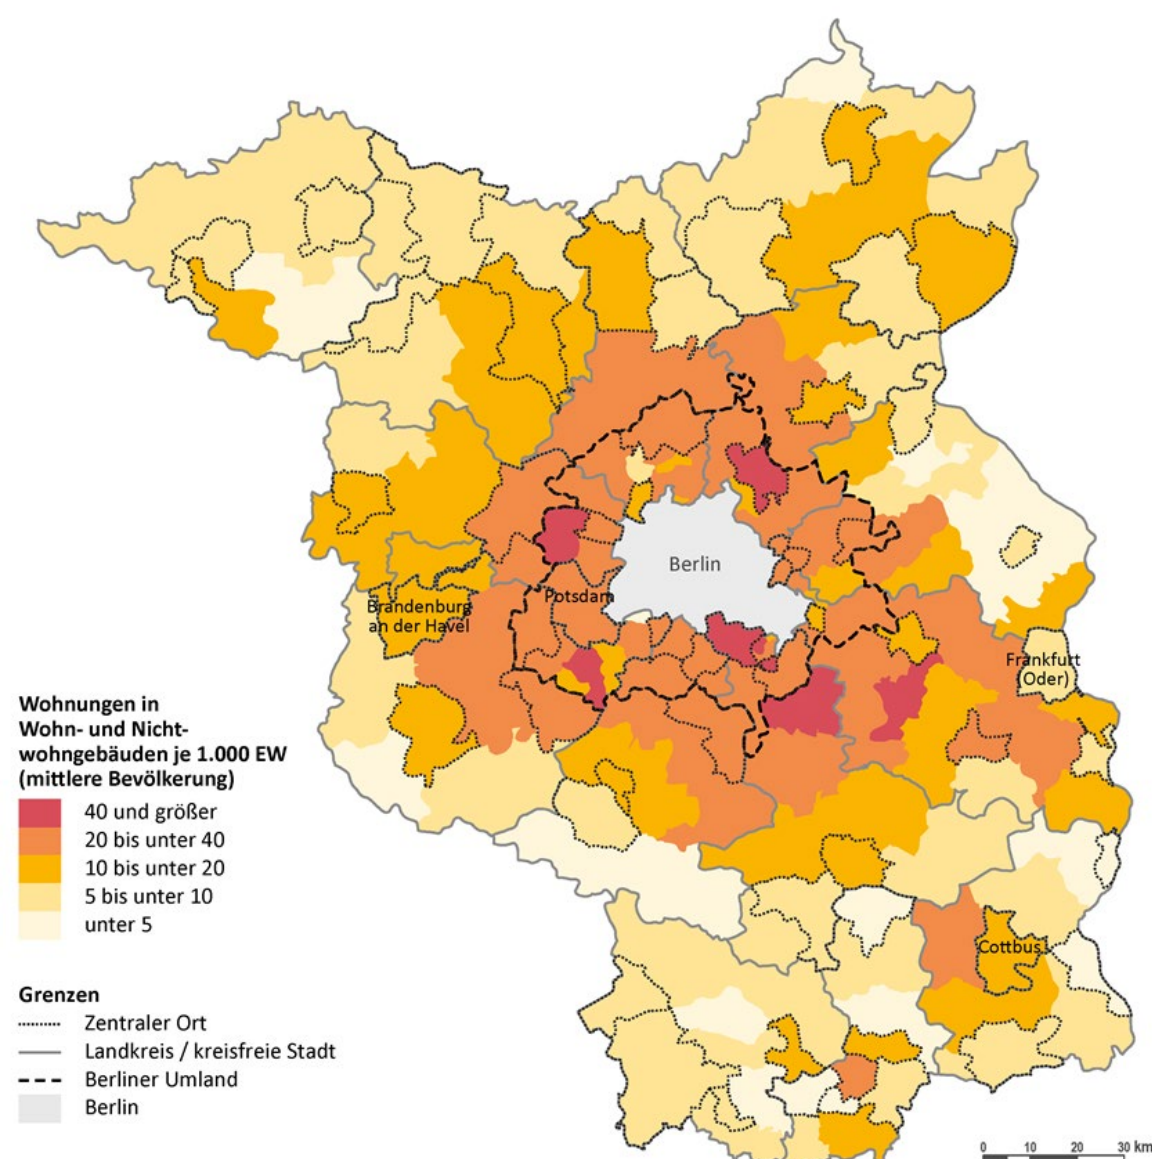 Berlin
Potsdam
Brandenburg
an der Havel
Frankfurt
(Oder)
Cottbus
Wohnungen in
Wohn- und Nicht-
wohngebäuden je 1.000 EW
(mittlere Bevölkerung)
40 und größer
20 bis unter 40
10 bis unter 20
5 bis unter 10
unter 5
Grenzen
Zentraler Ort
Landkreis / kreisfreie Stadt
Berliner Umland
Berlin
0 10 20 30 km